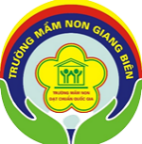 TRƯỜNG MẦM NON GIANG BIÊN
TRƯỜNG MẦM NON
ĐẠT CHUẨN QUỐC GIA